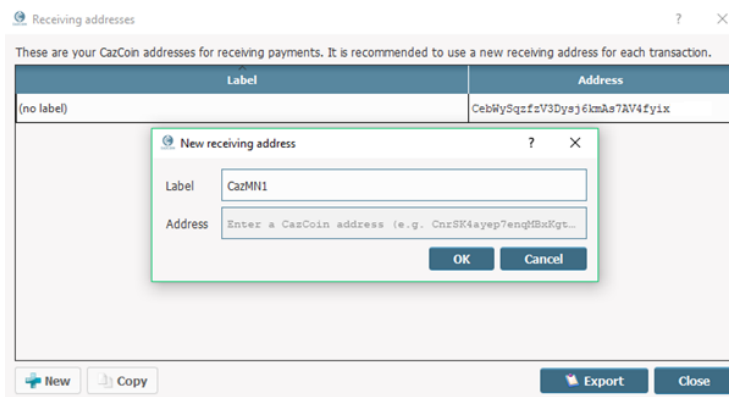 Receiving addresses ? ×
These are your CazCoin addresses for receiving payments. It is recommended to use a new receiving address for each transaction.
Label Address
(no label) CebWySqzfzV3Dysj6kmAs7AV4fyix
New receiving address ? ×
Label CazMN1
Address Enter a CazCoin address (e.g. CnrSK4ayep7enqMBxKgt…
OK Cancel
New Copy Export Close